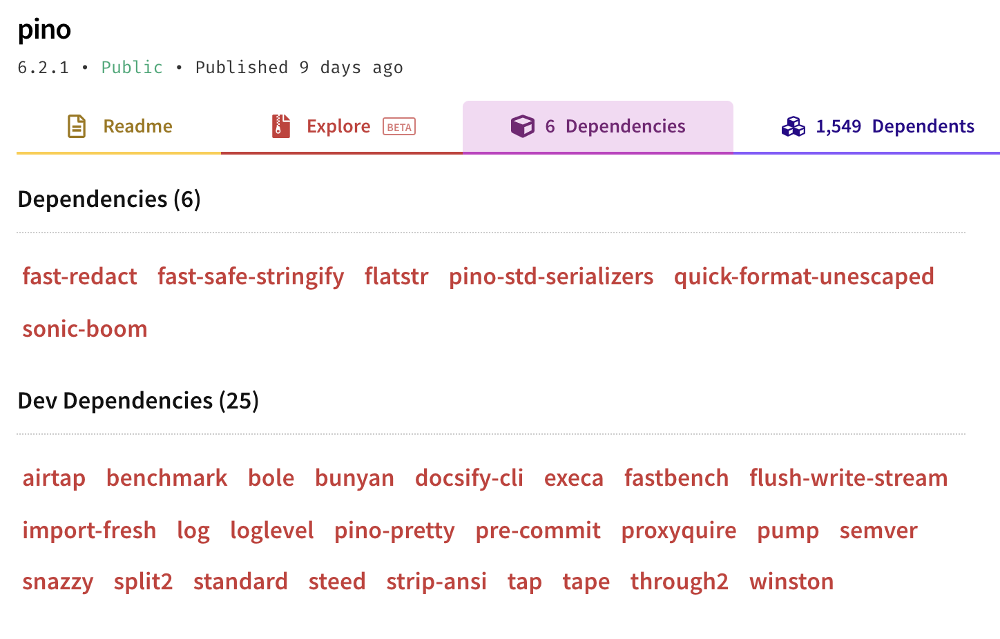 pino
6.2.1 • Public • Published 9 days ago
Readme Explore BETA 6 Dependencies 1,549 Dependents
Dependencies (6)
fast-redact fast-safe-stringify flatstr pino-std-serializers quick-format-unescaped
sonic-boom
Dev Dependencies (25)
airtap benchmark bole bunyan docsify-cli execa fastbench flush-write-stream
import-fresh log loglevel pino-pretty pre-commit proxyquire pump semver
snazzy split2 standard steed strip-ansi tap tape through2 winston